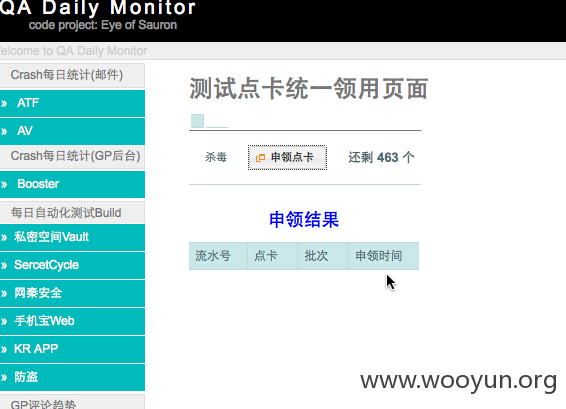 QA Daily Monitor
code project: Eye of Sauron
Welcome to QA Daily Monitor
Crash每日统计(邮件)
» ATF
» AV
Crash每日统计(GP后台)
» Booster
每日自动化测试Build
» 私密空间Vault
» SercetCycle
» 网秦安全
» 手机宝Web
» KR APP
» 防盗
GP评论趋势
测试点卡统一领用页面
杀毒 申领点卡 还剩 463 个
申领结果
流水号 点卡 批次 申领时间
www.wooyun.org